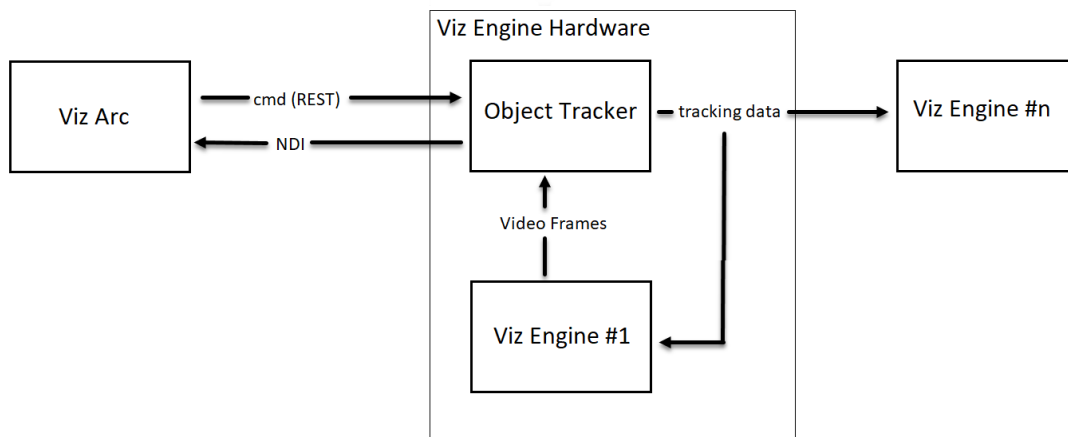 Viz Engine Hardware
Viz Arc
cmd (REST)
NDI
Object Tracker
tracking data
Viz Engine #n
Video Frames
Viz Engine #1